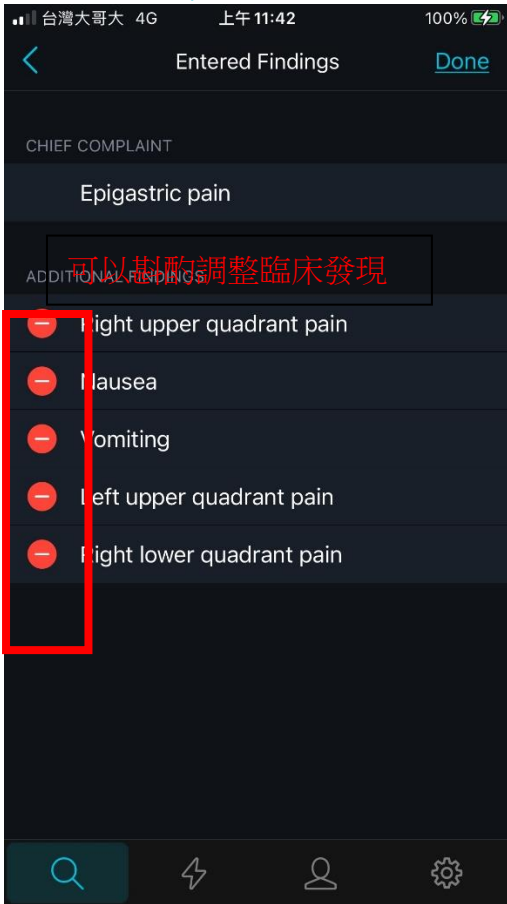 台灣大哥大 4G 上午 11:42 100%
Entered Findings Done
CHIEF COMPLAINT
Epigastric pain
可以斟酌調整臨床發現
ADDITIONAL FINDINGS
Right upper quadrant pain
Nausea
Vomiting
Left upper quadrant pain
Right lower quadrant pain